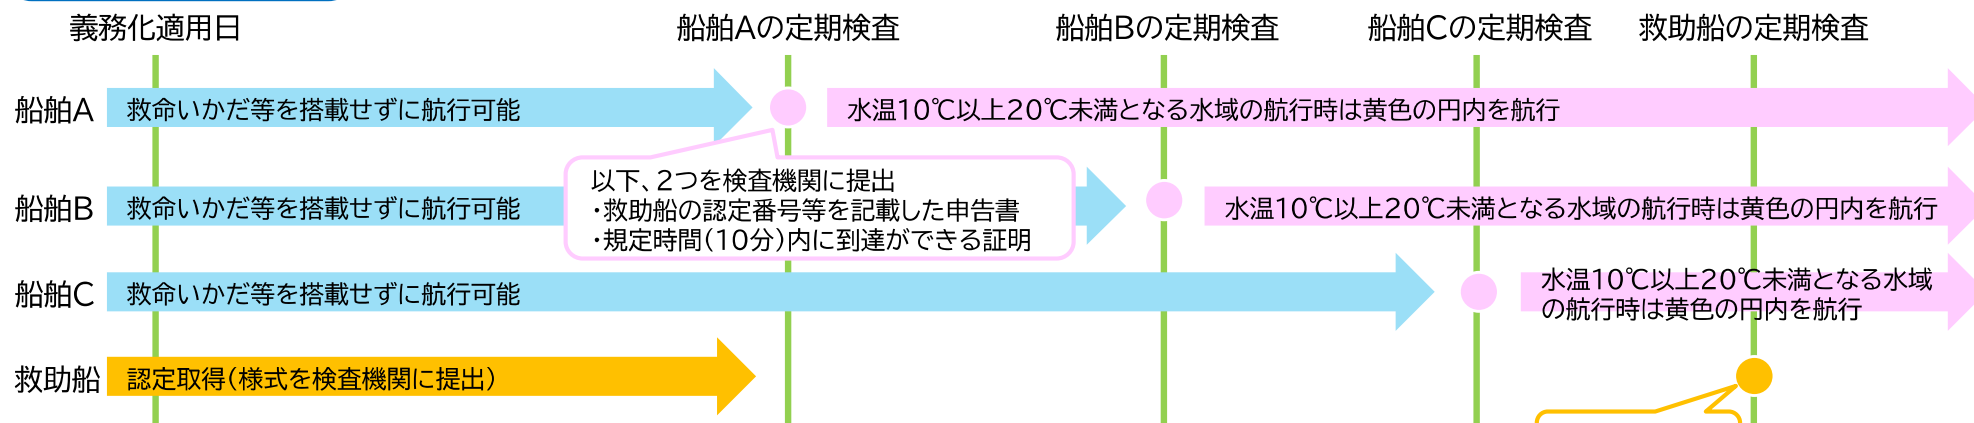 義務化適用日
船舶Aの定期検査
船舶Bの定期検査
船舶Cの定期検査
救助船の定期検査
船舶A
救命いかだ等を搭載せずに航行可能
水温10℃以上20℃未満となる水域の航行時は黄色の円内を航行
以下、2つを検査機関に提出
・救助船の認定番号等を記載した申告書
・規定時間(10分)内に到達ができる証明
船舶B
救命いかだ等を搭載せずに航行可能
水温10℃以上20℃未満となる水域の航行時は黄色の円内を航行
船舶C
救命いかだ等を搭載せずに航行可能
水温10℃以上20℃未満となる水域
の航行時は黄色の円内を航行
救助船
認定取得(様式を検査機関に提出)